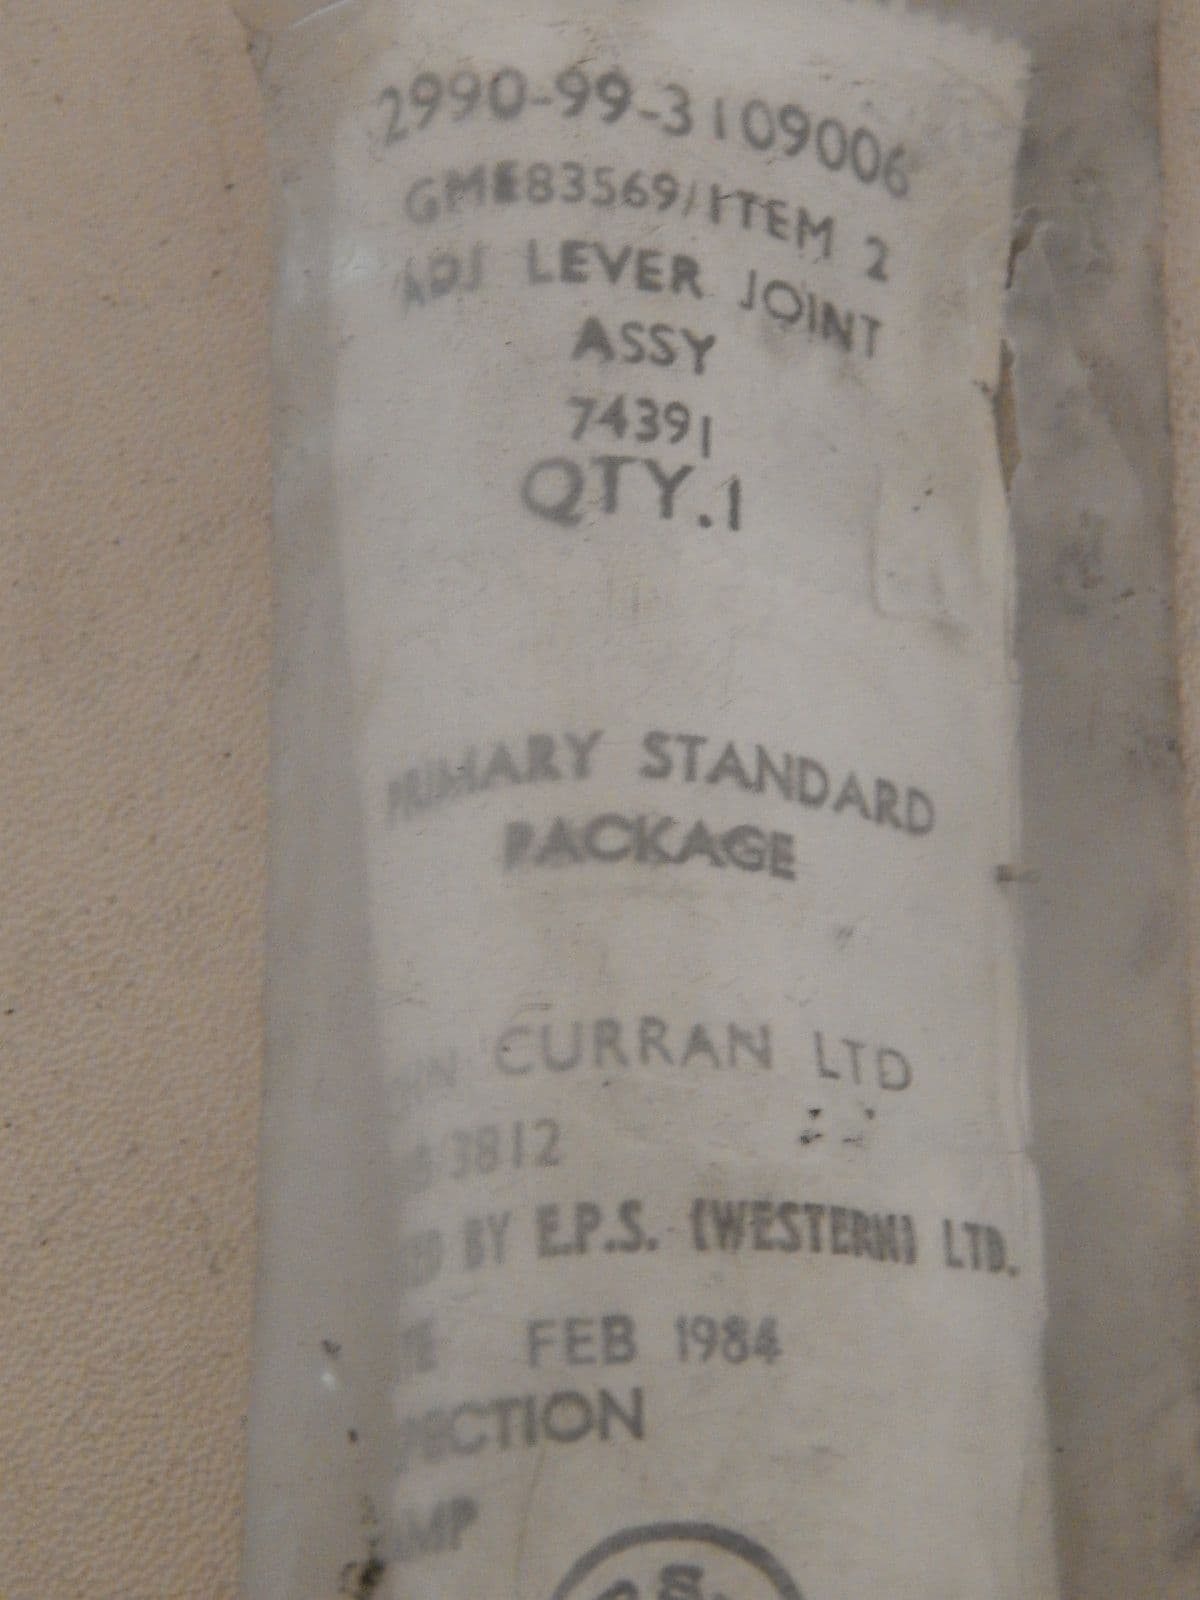 2990-99-3109006
GME83569/ITEM 2
ADJ LEVER JOINT
ASSY
74391
QTY.1
PRIMARY STANDARD
PACKAGE
CURRAN LTD
3812
BY E.P.S. (WESTERN) LTD.
FEB 1984